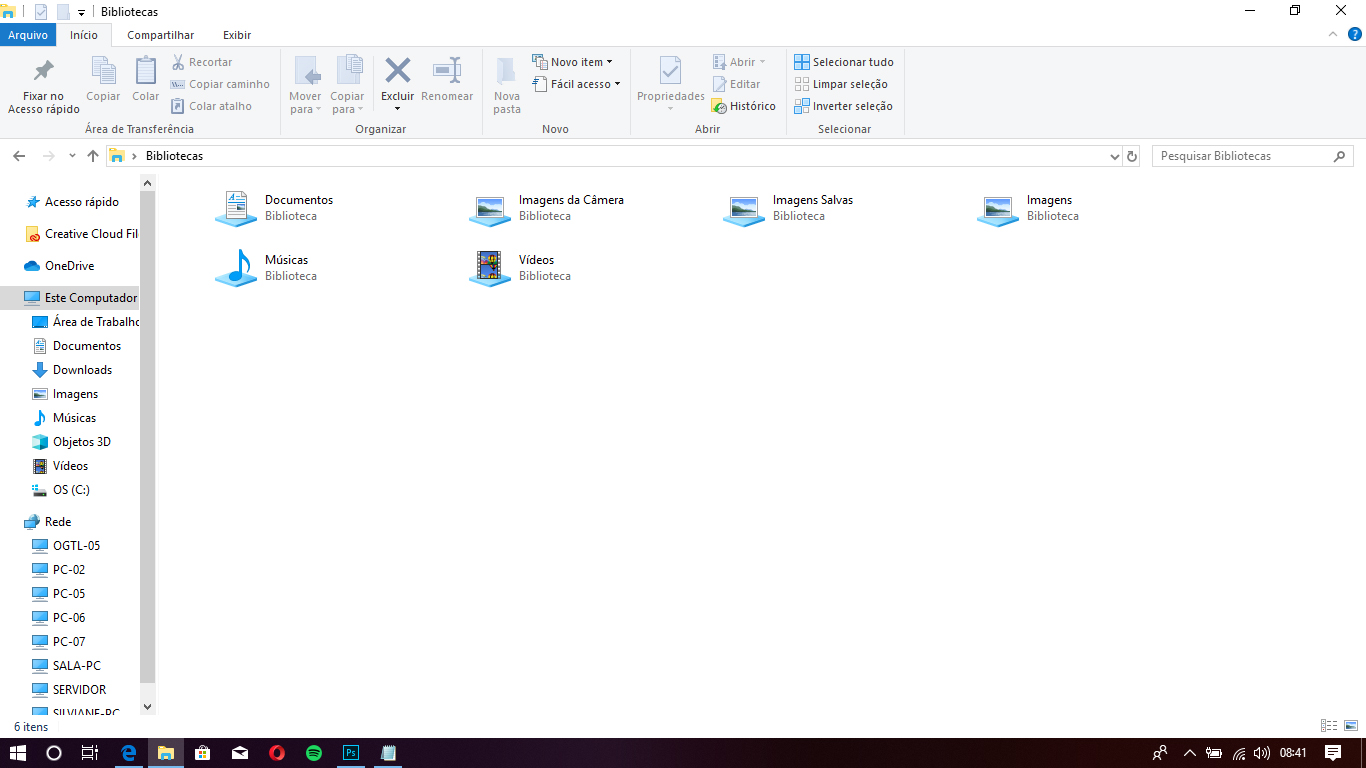 Bibliotecas
Arquivo Início Compartilhar Exibir
Fixar no
Acesso rápido
Copiar
Colar
Recortar
Copiar caminho
Colar atalho
Área de Transferência
Mover
para
Copiar
para
Excluir
Renomear
Organizar
Nova
pasta
Novo item
Fácil acesso
Novo
Propriedades
Abrir
Editar
Histórico
Abrir
Selecionar tudo
Limpar seleção
Inverter seleção
Selecionar
Bibliotecas
Pesquisar Bibliotecas
Acesso rápido
Creative Cloud Fil
OneDrive
Este Computador
Área de Trabalho
Documentos
Downloads
Imagens
Músicas
Objetos 3D
Vídeos
OS (C:)
Rede
OGTL-05
PC-02
PC-05
PC-06
PC-07
SALA-PC
SERVIDOR
SILVIANE-PC
Documentos
Biblioteca
Imagens da Câmera
Biblioteca
Imagens Salvas
Biblioteca
Imagens
Biblioteca
Músicas
Biblioteca
Vídeos
Biblioteca
6 itens
Ps
08:41